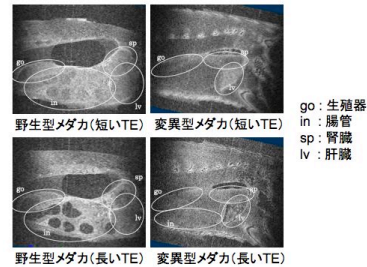 go
sp
in
lv
野生型メダカ(短いTE)
go
sp
lv
変異型メダカ(短いTE)
go
sp
in
lv
野生型メダカ(長いTE)
go
sp
in
lv
変異型メダカ(長いTE)
go : 生殖器
in : 腸管
sp : 腎臓
lv : 肝臓